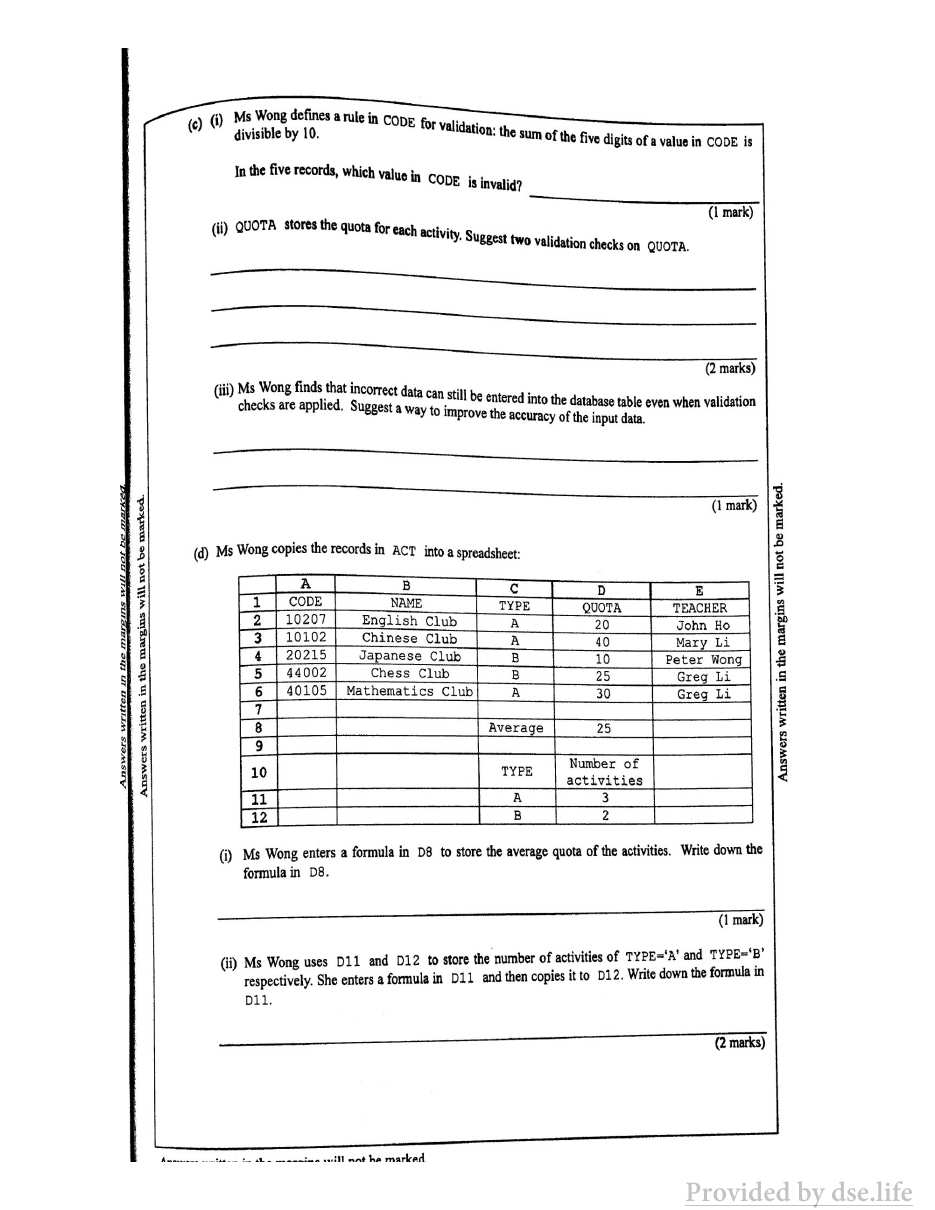 (c) (i) Ms Wong defines a rule in CODE for validation: the sum of the five digits of a value in CODE is
divisible by 10.
In the five records, which value in CODE is invalid?
(1 mark)
(ii) QUOTA stores the quota for each activity. Suggest two validation checks on QUOTA.
(2 marks)
(iii) Ms Wong finds that incorrect data can still be entered into the database table even when validation
checks are applied. Suggest a way to improve the accuracy of the input data.
(1 mark)
(d) Ms Wong copies the records in ACT into a spreadsheet:
A B C D E
1 CODE NAME TYPE QUOTA TEACHER
2 10207 English Club A 20 John Ho
3 10102 Chinese Club A 40 Mary Li
4 20215 Japanese Club B 10 Peter Wong
5 44002 Chess Club B 25 Greg Li
6 40105 Mathematics Club A 30 Greg Li
7
8 Average 25
9
10 TYPE Number of
activities
11 A 3
12 B 2
(i) Ms Wong enters a formula in D8 to store the average quota of the activities. Write down the
formula in D8.
(1 mark)
(ii) Ms Wong uses D11 and D12 to store the number of activities of TYPE='A' and TYPE='B'
respectively. She enters a formula in D11 and then copies it to D12. Write down the formula in
D11.
(2 marks)
Answers written in the margins will not be marked.
Answers written in the margins will not be marked.
Answers written in the margins will not be marked.
Answers written in the margins will not be marked
Provided by dse.life